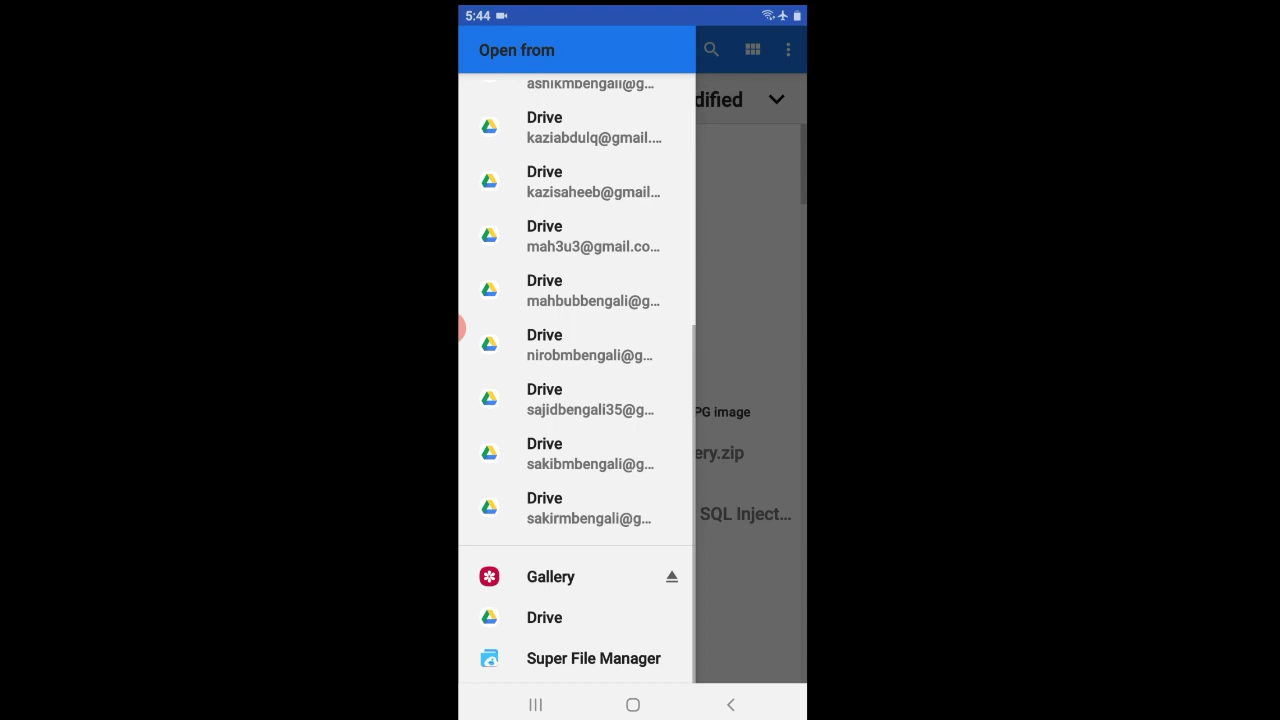 5:44
Open from
dified
ashikmbengali@g...
Drive
kaziabdulq@gmail....
Drive
kazisaheeb@gmail...
Drive
mah3u3@gmail.co...
Drive
mahbubbengali@g...
Drive
nirobmbengali@g...
Drive
sajidbengali35@g...
PG image
Drive
sakibmbengali@g...
ery.zip
Drive
sakirmbengali@g...
SQL Inject...
Gallery
Drive
Super File Manager